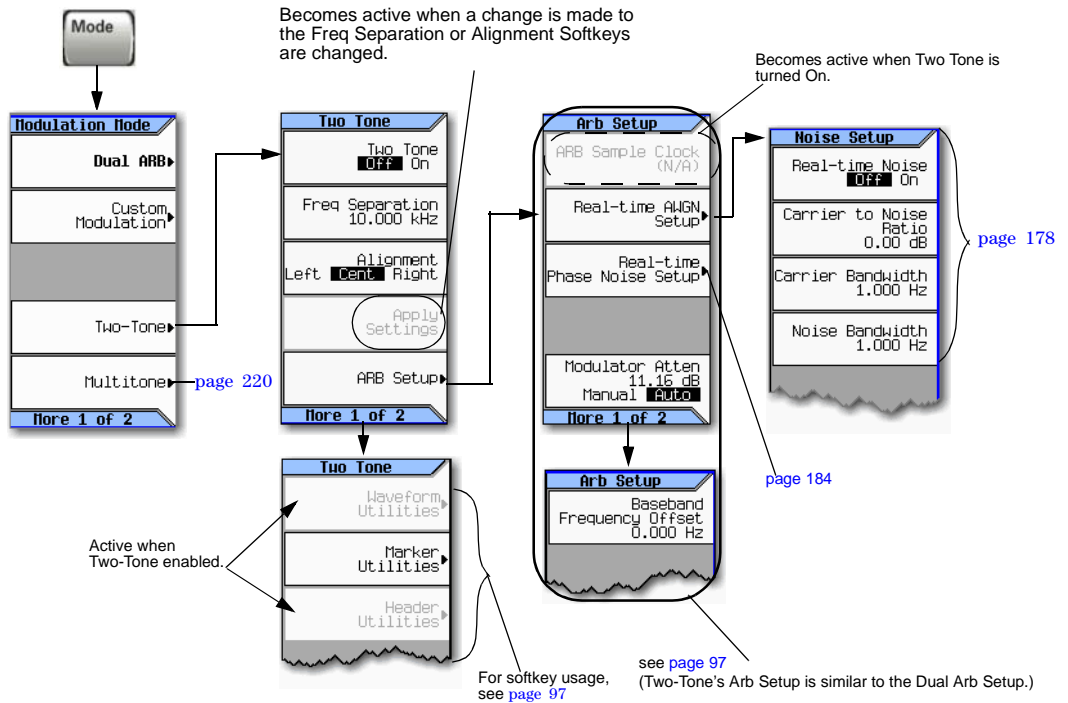 Mode
Becomes active when a change is made to
the Freq Separation or Alignment Softkeys
are changed.
Becomes active when Two Tone is
turned On.
Modulation Mode
Dual ARB
Custom
Modulation
Two-Tone
Multitone
page 220
More 1 of 2
Two Tone
Two Tone
Off On
Freq Separation
10.000 kHz
Alignment
Left Cent Right
Apply
Settings
ARB Setup
More 1 of 2
Arb Setup
ARB Sample Clock
(N/A)
Real-time AWGN
Setup
Real-time
Phase Noise Setup
Modulator Atten
11.16 dB
Manual Auto
More 1 of 2
Noise Setup
Real-time Noise
Off On
Carrier to Noise
Ratio
0.00 dB
Carrier Bandwidth
1.000 Hz
Noise Bandwidth
1.000 Hz
page 178
Two Tone
Waveform
Utilities
Marker
Utilities
Header
Utilities
Active when
Two-Tone enabled.
Arb Setup
Baseband
Frequency Offset
0.000 Hz
page 184
For softkey usage,
see page 97
see page 97
(Two-Tone's Arb Setup is similar to the Dual Arb Setup.)